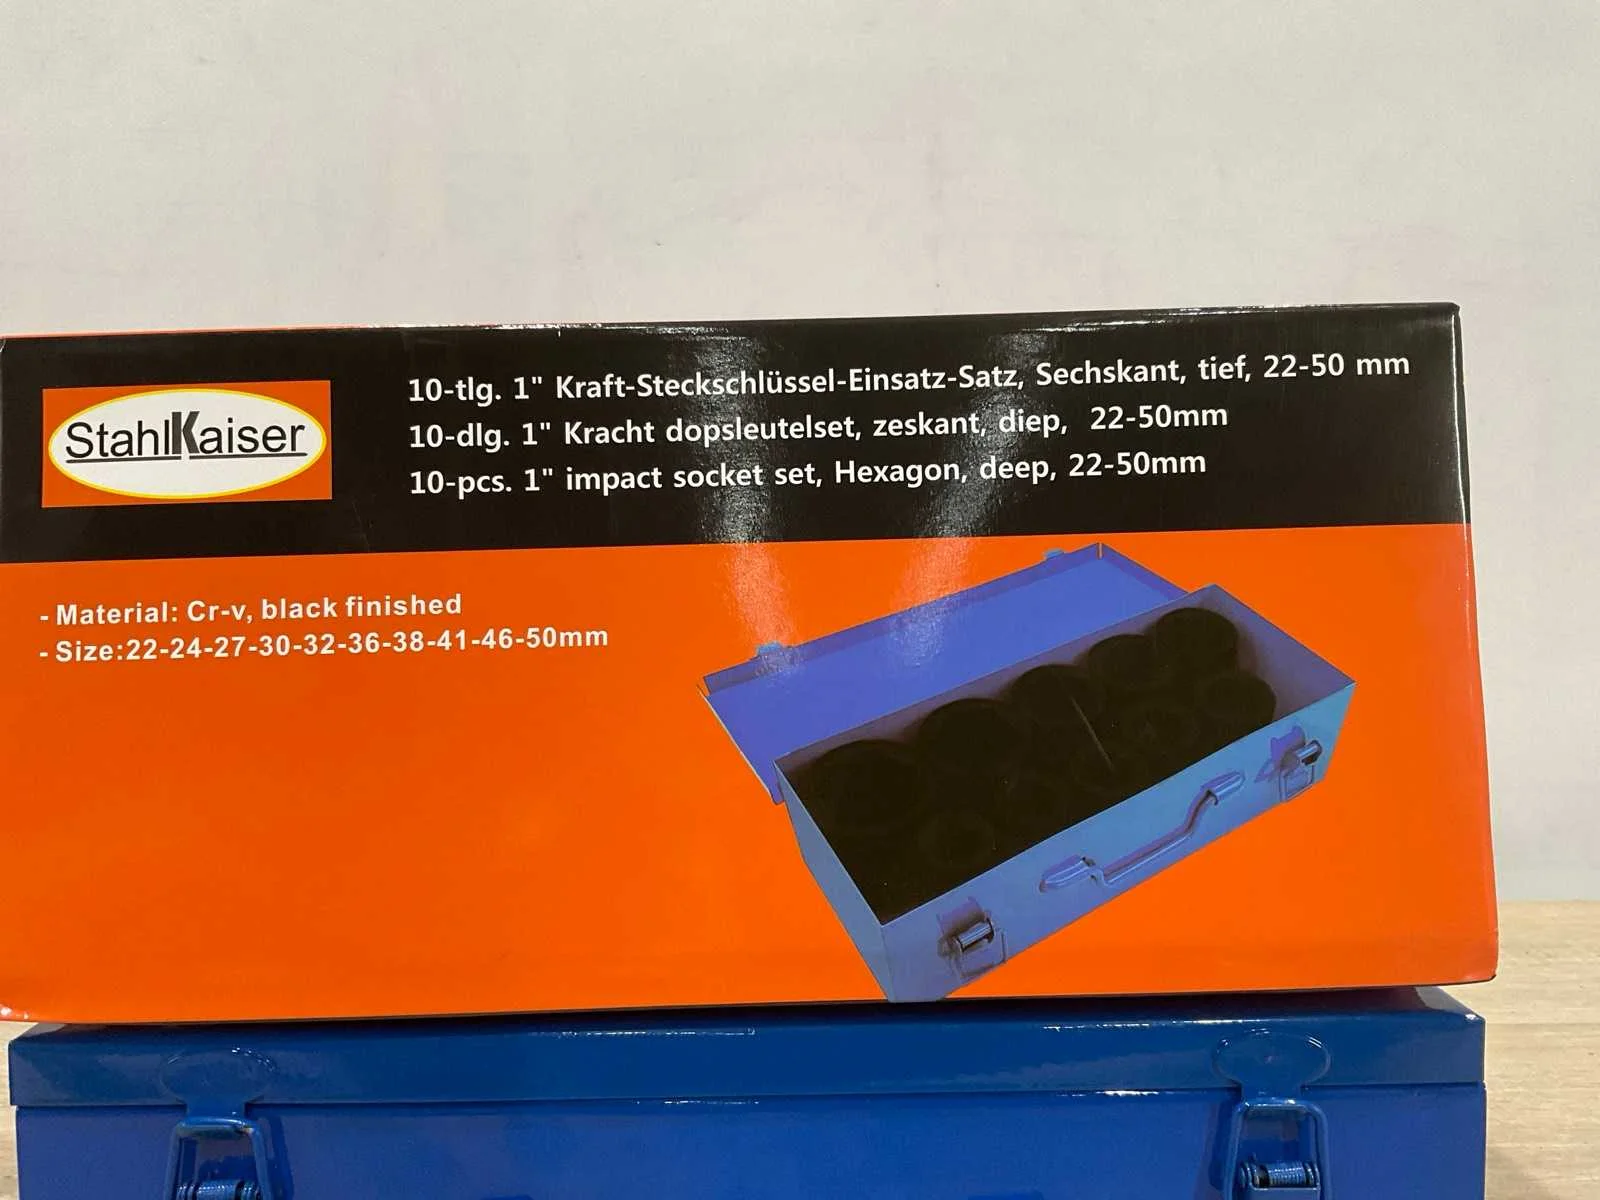 StahlKaiser
10-tlg. 1" Kraft-Steckschlüssel-Einsatz-Satz, Sechskant, tief, 22-50 mm
10-dlg. 1" Kracht dopsleutelset, zeskant, diep, 22-50mm
10-pcs. 1" impact socket set, Hexagon, deep, 22-50mm
- Material: Cr-v, black finished
- Size:22-24-27-30-32-36-38-41-46-50mm